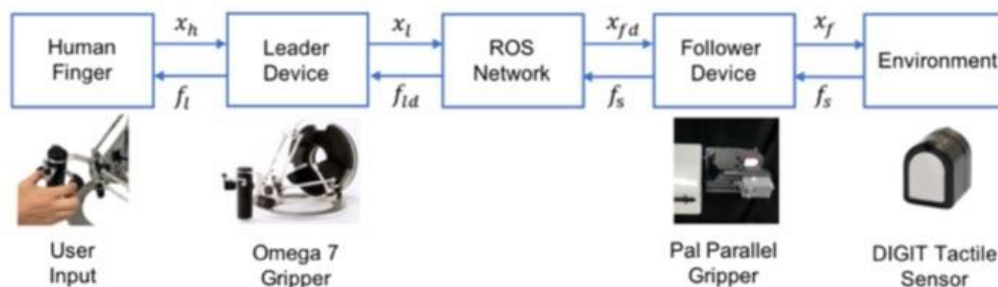 Human
Finger
x_h
f_l
Leader
Device
x_l
f_ld
ROS
Network
x_fd
f_s
Follower
Device
x_f
f_s
Environment
User
Input
Omega 7
Gripper
Pal Parallel
Gripper
DIGIT Tactile
Sensor